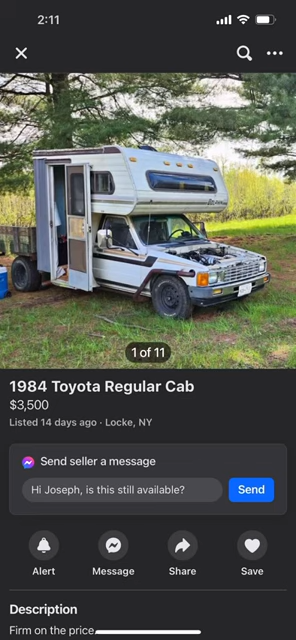 2:11
1 of 11
1984 Toyota Regular Cab
$3,500
Listed 14 days ago · Locke, NY
Send seller a message
Hi Joseph, is this still available?
Send
Alert
Message
Share
Save
Description
Firm on the price